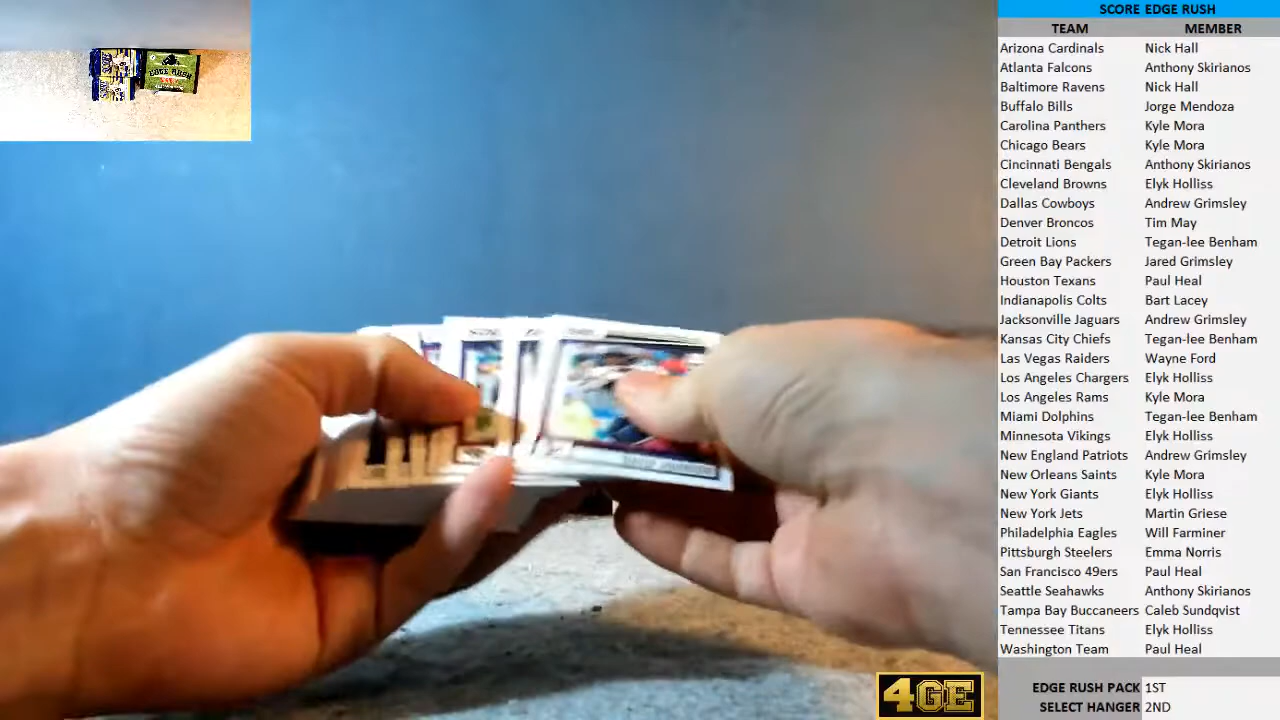 EDGE RUSH
SCORE EDGE RUSH
TEAM MEMBER
Arizona Cardinals Nick Hall
Atlanta Falcons Anthony Skirianos
Baltimore Ravens Nick Hall
Buffalo Bills Jorge Mendoza
Carolina Panthers Kyle Mora
Chicago Bears Kyle Mora
Cincinnati Bengals Anthony Skirianos
Cleveland Browns Elyk Holliss
Dallas Cowboys Andrew Grimsley
Denver Broncos Tim May
Detroit Lions Tegan-lee Benham
Green Bay Packers Jared Grimsley
Houston Texans Paul Heal
Indianapolis Colts Bart Lacey
Jacksonville Jaguars Andrew Grimsley
Kansas City Chiefs Tegan-lee Benham
Las Vegas Raiders Wayne Ford
Los Angeles Chargers Elyk Holliss
Los Angeles Rams Kyle Mora
Miami Dolphins Tegan-lee Benham
Minnesota Vikings Elyk Holliss
New England Patriots Andrew Grimsley
New Orleans Saints Kyle Mora
New York Giants Elyk Holliss
New York Jets Martin Griese
Philadelphia Eagles Will Farminer
Pittsburgh Steelers Emma Norris
San Francisco 49ers Paul Heal
Seattle Seahawks Anthony Skirianos
Tampa Bay Buccaneers Caleb Sundqvist
Tennessee Titans Elyk Holliss
Washington Team Paul Heal
EDGE RUSH PACK 1ST
SELECT HANGER 2ND
4GE